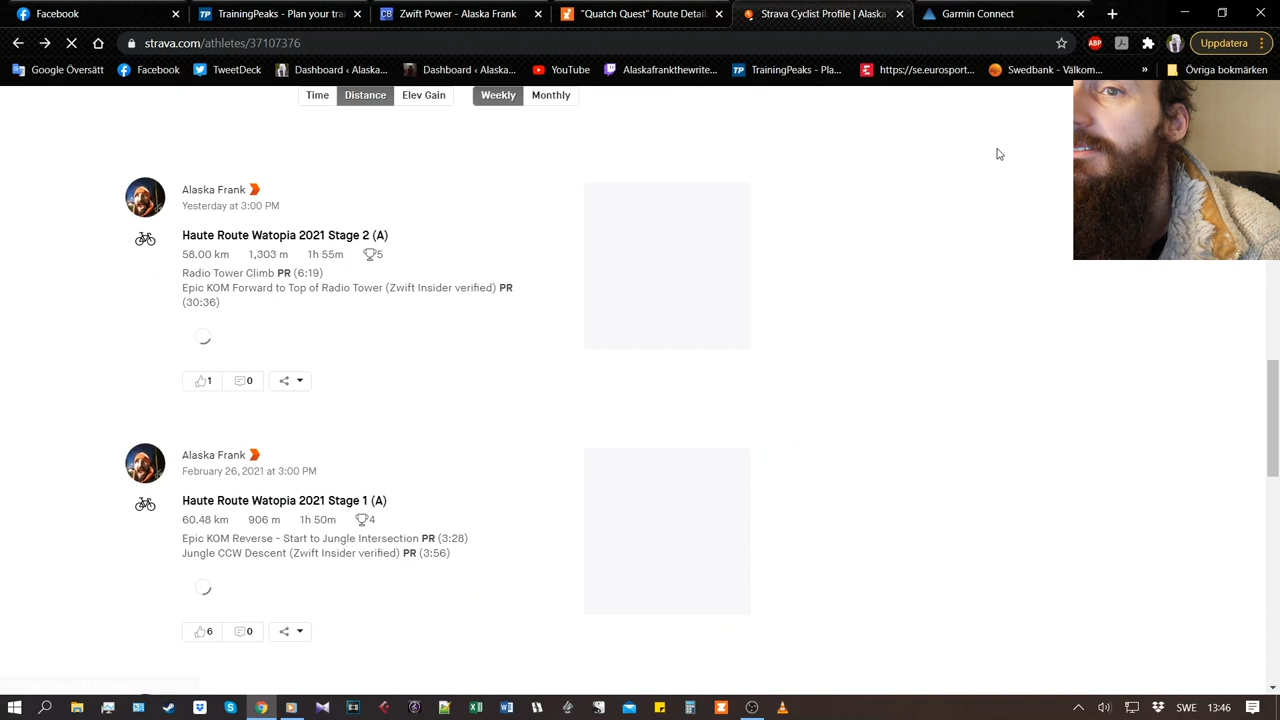 Facebook
TrainingPeaks - Plan your trai
CB Zwift Power - Alaska Frank
"Quatch Quest" Route Detail
Strava Cyclist Profile | Alaska
Garmin Connect
strava.com/athletes/37107376
ABP
Uppdatera
Google Översätt
Facebook
TweetDeck
Dashboard ‹ Alaska...
Dashboard ‹ Alaska...
YouTube
Alaskafrankthewrite...
TP TrainingPeaks - Pla...
https://se.eurosport...
Swedbank - Välkom...
»
Övriga bokmärken
Time
Distance
Elev Gain
Weekly
Monthly
Alaska Frank
Yesterday at 3:00 PM
Haute Route Watopia 2021 Stage 2 (A)
58.00 km 1,303 m 1h 55m 5
Radio Tower Climb PR (6:19)
Epic KOM Forward to Top of Radio Tower (Zwift Insider verified) PR
(30:36)
1 0
Alaska Frank
February 26, 2021 at 3:00 PM
Haute Route Watopia 2021 Stage 1 (A)
60.48 km 906 m 1h 50m 4
Epic KOM Reverse - Start to Jungle Intersection PR (3:28)
Jungle CCW Descent (Zwift Insider verified) PR (3:56)
6 0
SWE 13:46